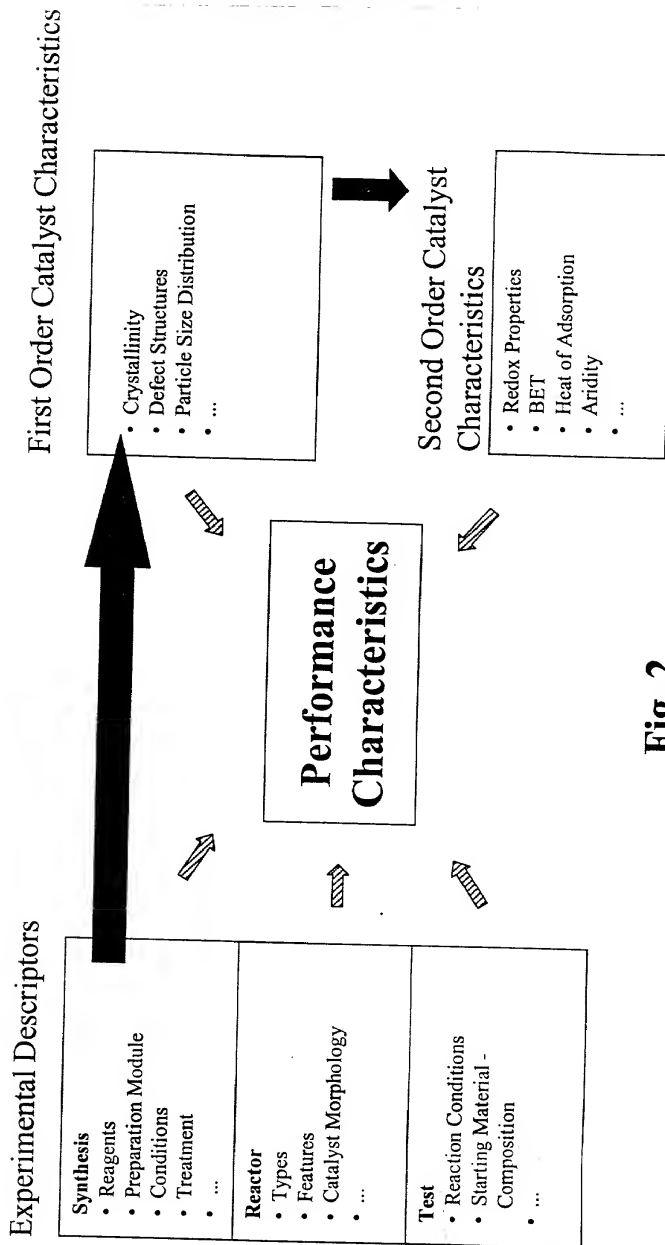 Experimental Descriptors
Synthesis
• Reagents
• Preparation Module
• Conditions
• Treatment
• ...
Reactor
• Types
• Features
• Catalyst Morphology
• ...
Test
• Reaction Conditions
• Starting Material -
Composition
• ...
Performance
Characteristics
First Order Catalyst Characteristics
• Crystallinity
• Defect Structures
• Particle Size Distribution
• ...
Second Order Catalyst
Characteristics
• Redox Properties
• BET
• Heat of Adsorption
• Aridity
• ...
Fig. 2